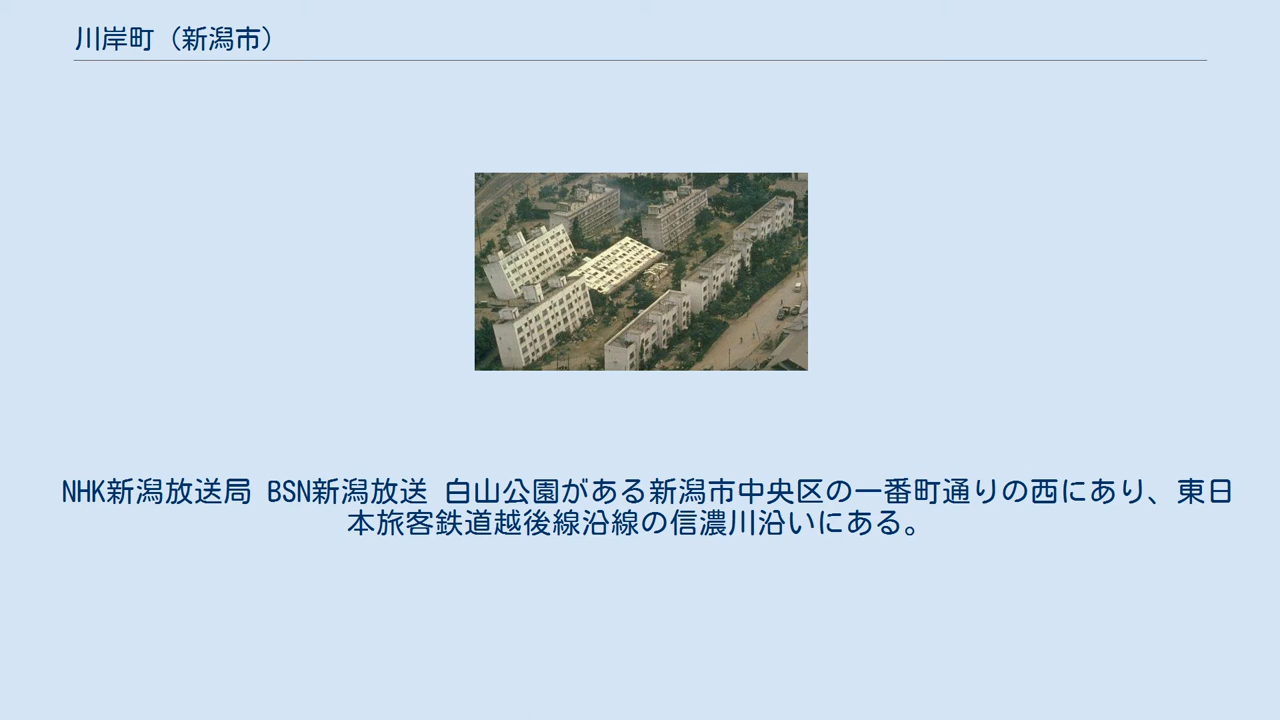 川岸町（新潟市）
NHK新潟放送局 BSN新潟放送 白山公園がある新潟市中央区の一番町通りの西にあり、東日
本旅客鉄道越後線沿線の信濃川沿いにある。